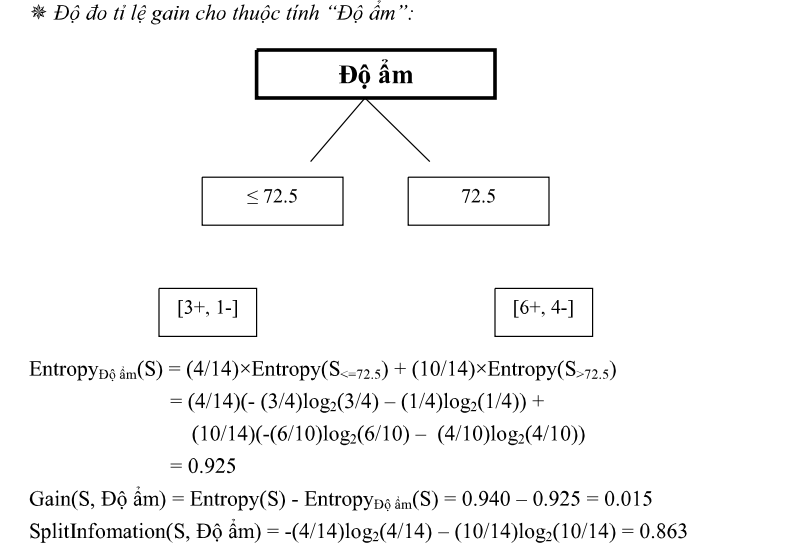 ❋ Độ đo tỉ lệ gain cho thuộc tính “Độ ẩm”:
Độ ẩm
≤ 72.5 72.5
[3+, 1-] [6+, 4-]
EntropyĐộ ẩm(S) = (4/14)×Entropy(S<=72.5) + (10/14)×Entropy(S>72.5)
= (4/14)(- (3/4)log2(3/4) – (1/4)log2(1/4)) +
(10/14)(-(6/10)log2(6/10) – (4/10)log2(4/10))
= 0.925
Gain(S, Độ ẩm) = Entropy(S) - EntropyĐộ ẩm(S) = 0.940 – 0.925 = 0.015
SplitInfomation(S, Độ ẩm) = -(4/14)log2(4/14) – (10/14)log2(10/14) = 0.863